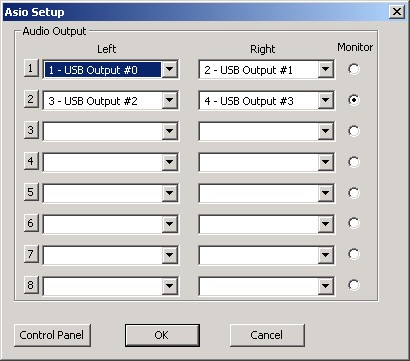 Asio Setup
Audio Output
Left Right Monitor
1 1 - USB Output #0 2 - USB Output #1
2 3 - USB Output #2 4 - USB Output #3
3
4
5
6
7
8
Control Panel OK Cancel